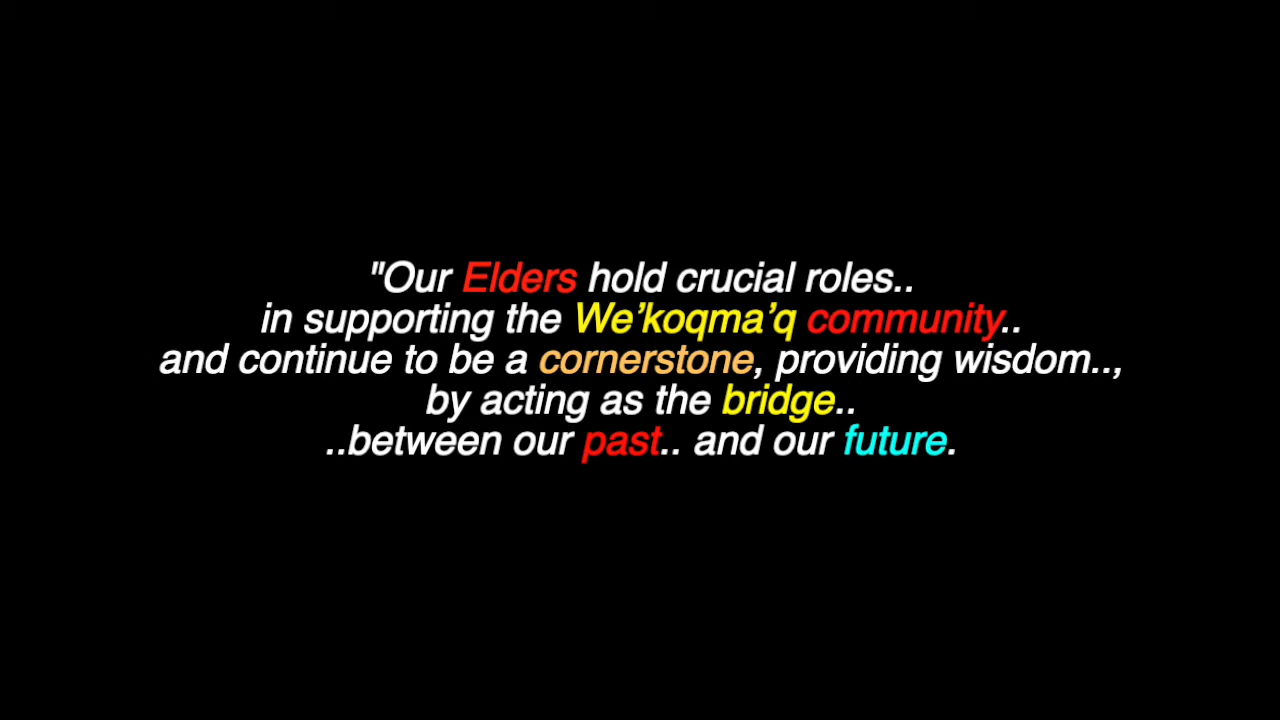 "Our Elders hold crucial roles..
in supporting the We’koqma’q community..
and continue to be a cornerstone, providing wisdom..,
by acting as the bridge..
..between our past.. and our future.